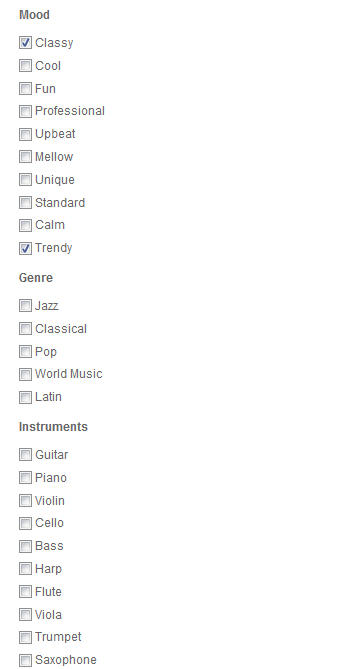 Mood
Classy
Cool
Fun
Professional
Upbeat
Mellow
Unique
Standard
Calm
Trendy
Genre
Jazz
Classical
Pop
World Music
Latin
Instruments
Guitar
Piano
Violin
Cello
Bass
Harp
Flute
Viola
Trumpet
Saxophone